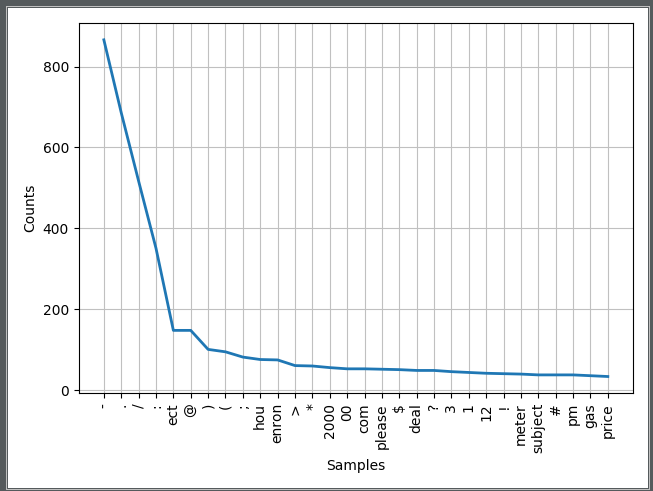 Counts
800
600
400
200
0
-
.
/
:
ect
@
)
(
;
hou
enron
>
*
2000
00
com
please
$
deal
?
3
1
12
!
meter
subject
#
pm
gas
price
Samples